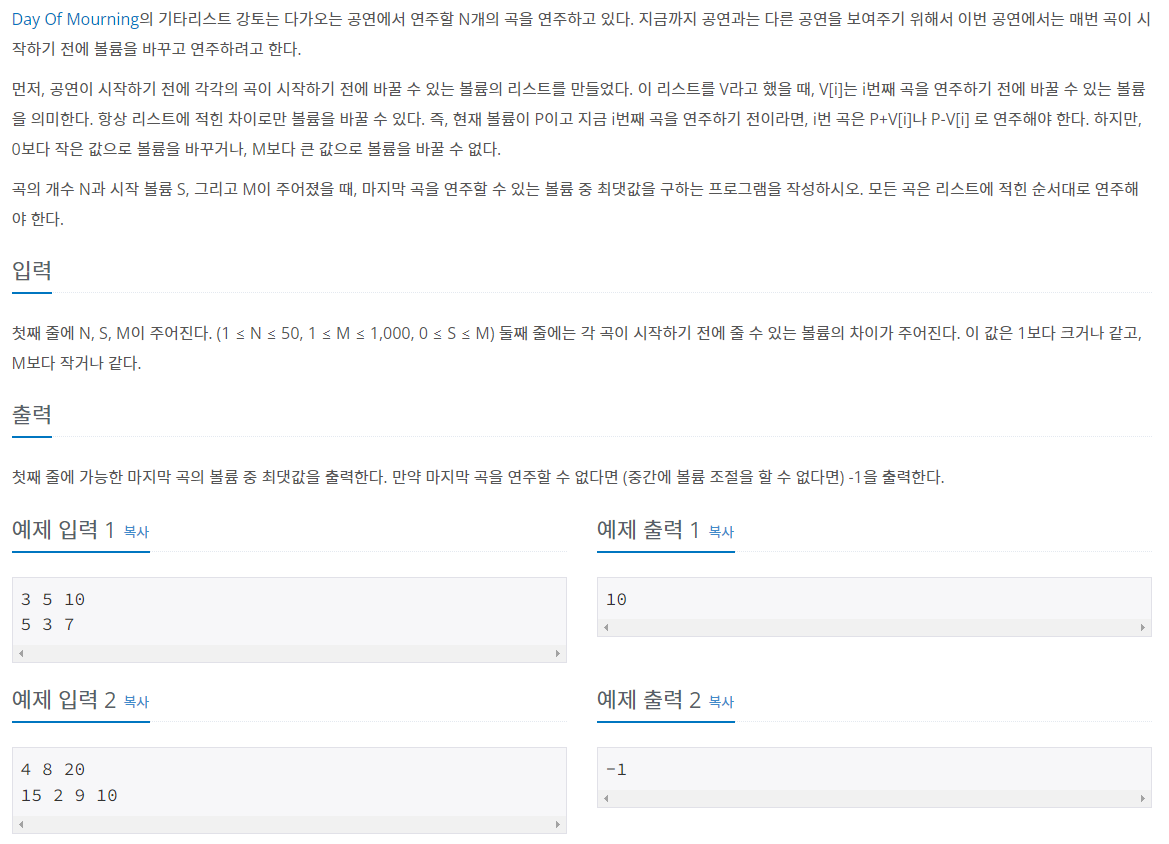 Day Of Mourning의 기타리스트 강토는 다가오는 공연에서 연주할 N개의 곡을 연주하고 있다. 지금까지 공연과는 다른 공연을 보여주기 위해서 이번 공연에서는 매번 곡이 시
작하기 전에 볼륨을 바꾸고 연주하려고 한다.
먼저, 공연이 시작하기 전에 각각의 곡이 시작하기 전에 바꿀 수 있는 볼륨의 리스트를 만들었다. 이 리스트를 V라고 했을 때, V[i]는 i번째 곡을 연주하기 전에 바꿀 수 있는 볼륨
을 의미한다. 항상 리스트에 적힌 차이로만 볼륨을 바꿀 수 있다. 즉, 현재 볼륨이 P이고 지금 i번째 곡을 연주하기 전이라면, i번 곡은 P+V[i]나 P-V[i] 로 연주해야 한다. 하지만,
0보다 작은 값으로 볼륨을 바꾸거나, M보다 큰 값으로 볼륨을 바꿀 수 없다.
곡의 개수 N과 시작 볼륨 S, 그리고 M이 주어졌을 때, 마지막 곡을 연주할 수 있는 볼륨 중 최댓값을 구하는 프로그램을 작성하시오. 모든 곡은 리스트에 적힌 순서대로 연주해
야 한다.
입력
첫째 줄에 N, S, M이 주어진다. (1 ≤ N ≤ 50, 1 ≤ M ≤ 1,000, 0 ≤ S ≤ M) 둘째 줄에는 각 곡이 시작하기 전에 줄 수 있는 볼륨의 차이가 주어진다. 이 값은 1보다 크거나 같고,
M보다 작거나 같다.
출력
첫째 줄에 가능한 마지막 곡의 볼륨 중 최댓값을 출력한다. 만약 마지막 곡을 연주할 수 없다면 (중간에 볼륨 조절을 할 수 없다면) -1을 출력한다.
예제 입력 1 복사
3 5 10
5 3 7
예제 출력 1 복사
10
예제 입력 2 복사
4 8 20
15 2 9 10
예제 출력 2 복사
-1